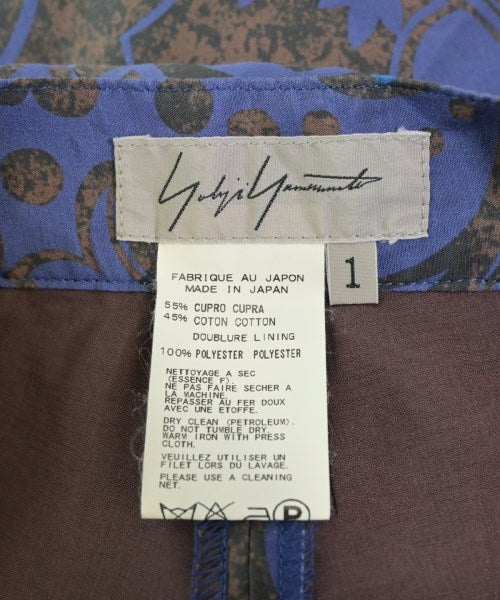 Yohji Yamamoto
1
FABRIQUE AU JAPON
MADE IN JAPAN
55% CUPRO CUPRA
45% COTON COTTON
DOUBLURE LINING
100% POLYESTER POLYESTER
NETTOYAGE A SEC
(ESSENCE F).
NE PAS FAIRE SECHER A
LA MACHINE.
REPASSER AU FER DOUX
AVEC UNE ETOFFE.
DRY CLEAN (PETROLEUM).
DO NOT TUMBLE DRY.
WARM IRON WITH PRESS
CLOTH.
VEUILLEZ UTILISER UN
FILET LORS DU LAVAGE.
PLEASE USE A CLEANING
NET.